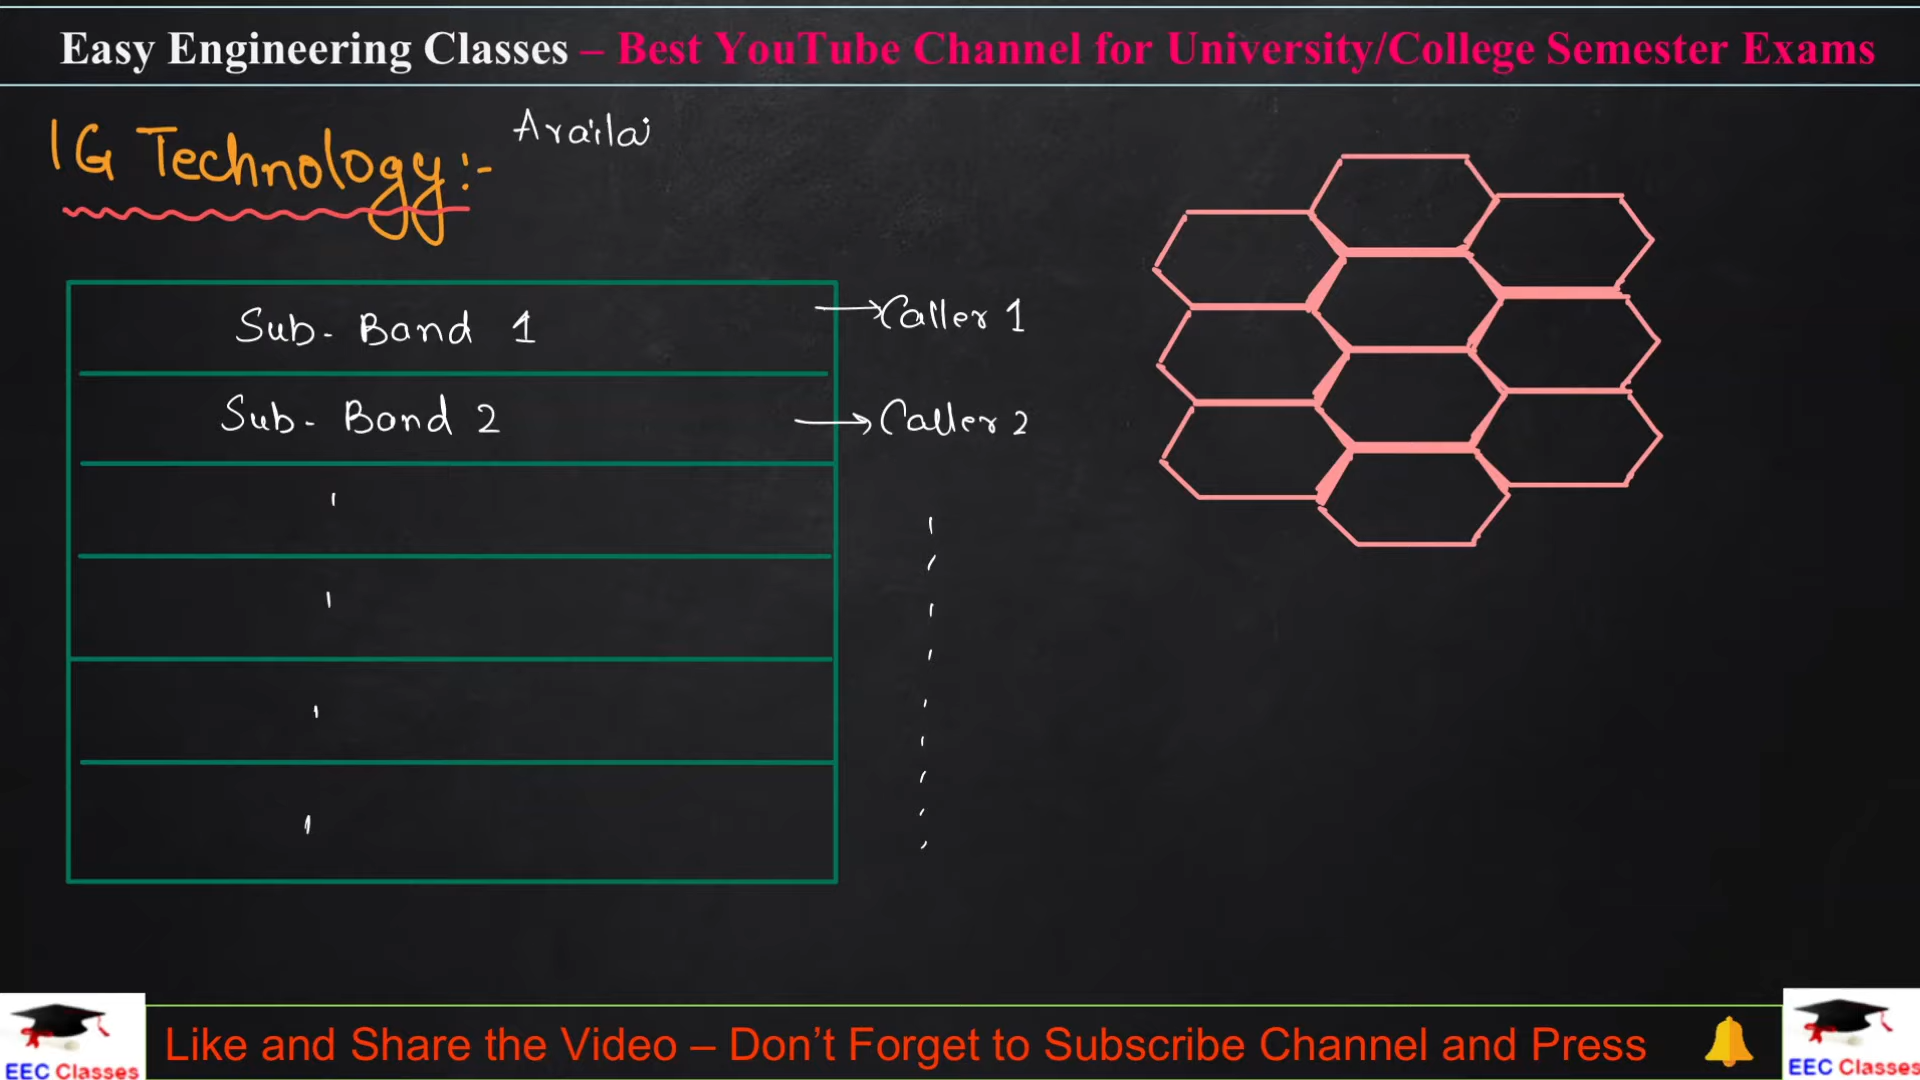 Easy Engineering Classes – Best YouTube Channel for University/College Semester Exams
1G Technology:-
Availa
Sub-Band 1
Caller 1
Sub-Band 2
Caller 2
Like and Share the Video – Don't Forget to Subscribe Channel and Press
EEC Classes
EEC Classes